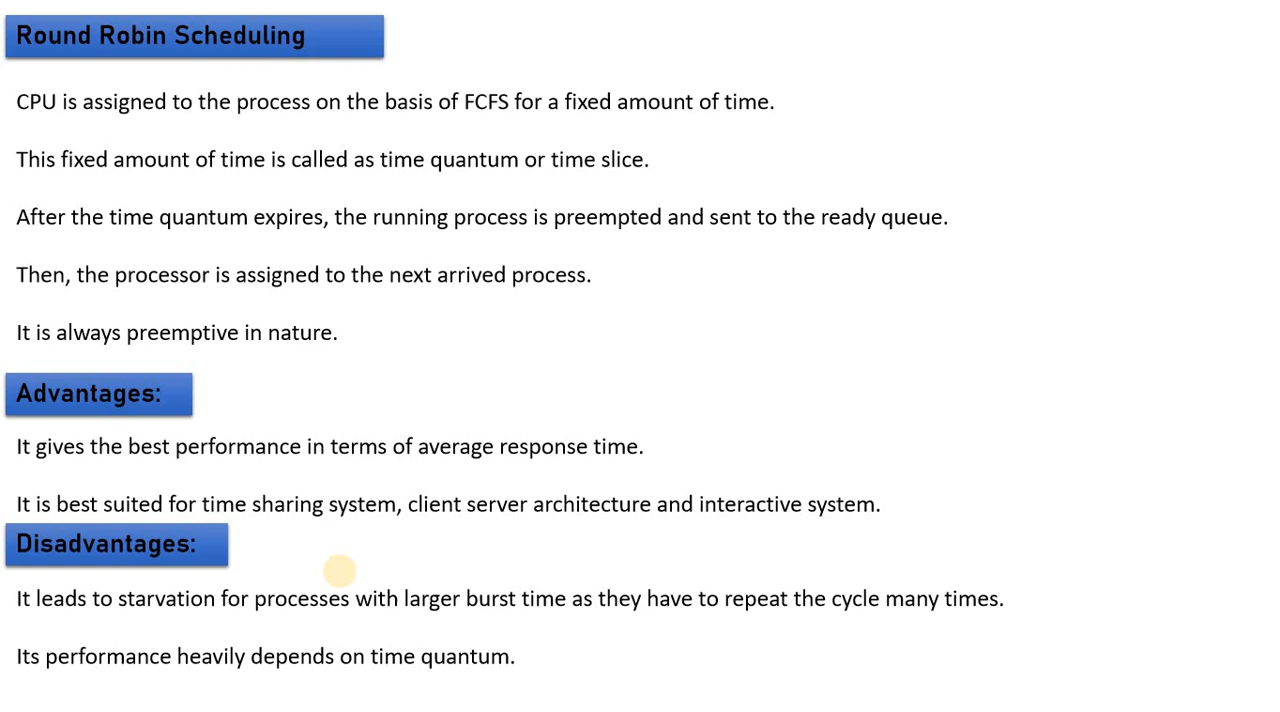 Round Robin Scheduling
CPU is assigned to the process on the basis of FCFS for a fixed amount of time.
This fixed amount of time is called as time quantum or time slice.
After the time quantum expires, the running process is preempted and sent to the ready queue.
Then, the processor is assigned to the next arrived process.
It is always preemptive in nature.
Advantages:
It gives the best performance in terms of average response time.
It is best suited for time sharing system, client server architecture and interactive system.
Disadvantages:
It leads to starvation for processes with larger burst time as they have to repeat the cycle many times.
Its performance heavily depends on time quantum.